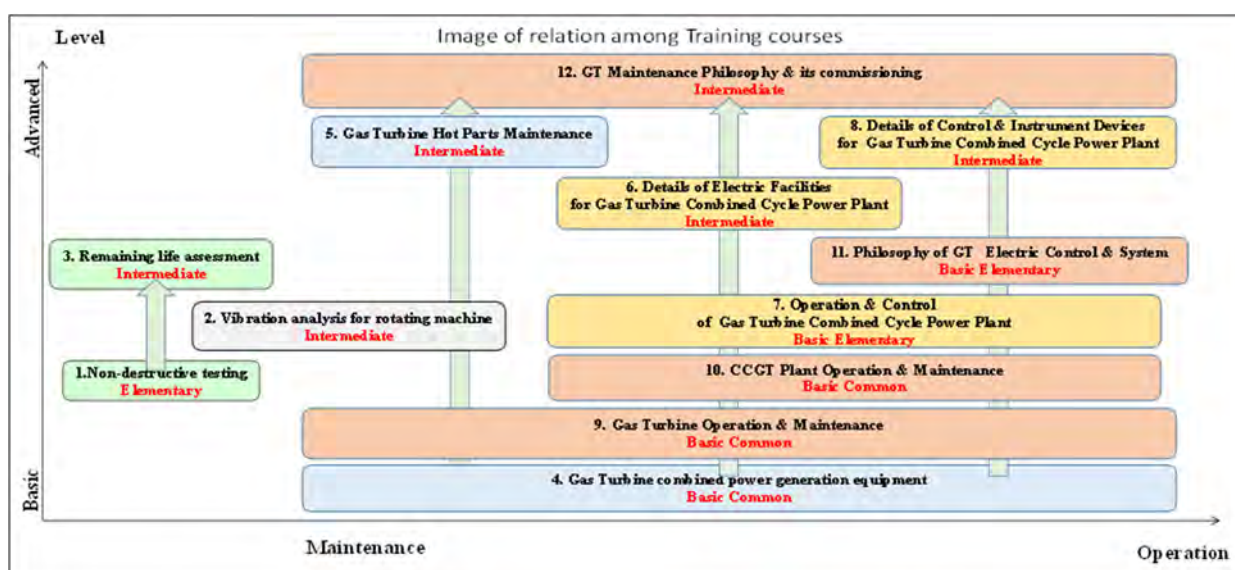 Level
Image of relation among Training courses
Advanced
12. GT Maintenance Philosophy & its commissioning
Intermediate
5. Gas Turbine Hot Parts Maintenance
Intermediate
8. Details of Control & Instrument Devices
for Gas Turbine Combined Cycle Power Plant
Intermediate
6. Details of Electric Facilities
for Gas Turbine Combined Cycle Power Plant
Intermediate
3. Remaining life assessment
Intermediate
11. Philosophy of GT Electric Control & System
Basic Elementary
2. Vibration analysis for rotating machine
Intermediate
7. Operation & Control
of Gas Turbine Combined Cycle Power Plant
Basic Elementary
1.Non-destructive testing
Elementary
10. CCGT Plant Operation & Maintenance
Basic Common
9. Gas Turbine Operation & Maintenance
Basic Common
4. Gas Turbine combined power generation equipment
Basic Common
Basic
Maintenance
Operation